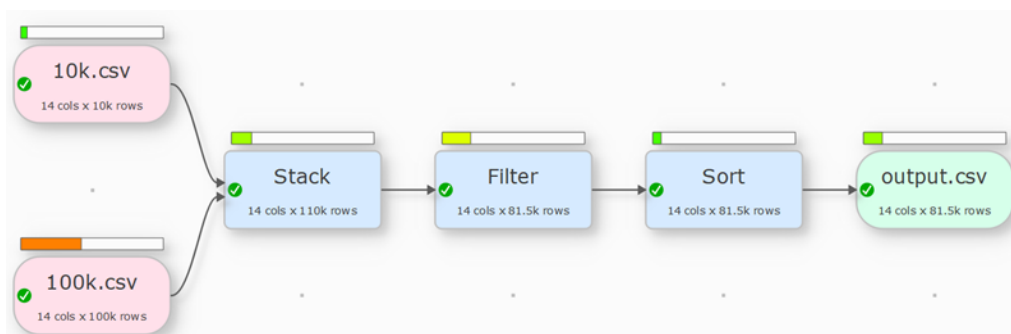 10k.csv
14 cols x 10k rows
100k.csv
14 cols x 100k rows
Stack
14 cols x 110k rows
Filter
14 cols x 81.5k rows
Sort
14 cols x 81.5k rows
output.csv
14 cols x 81.5k rows